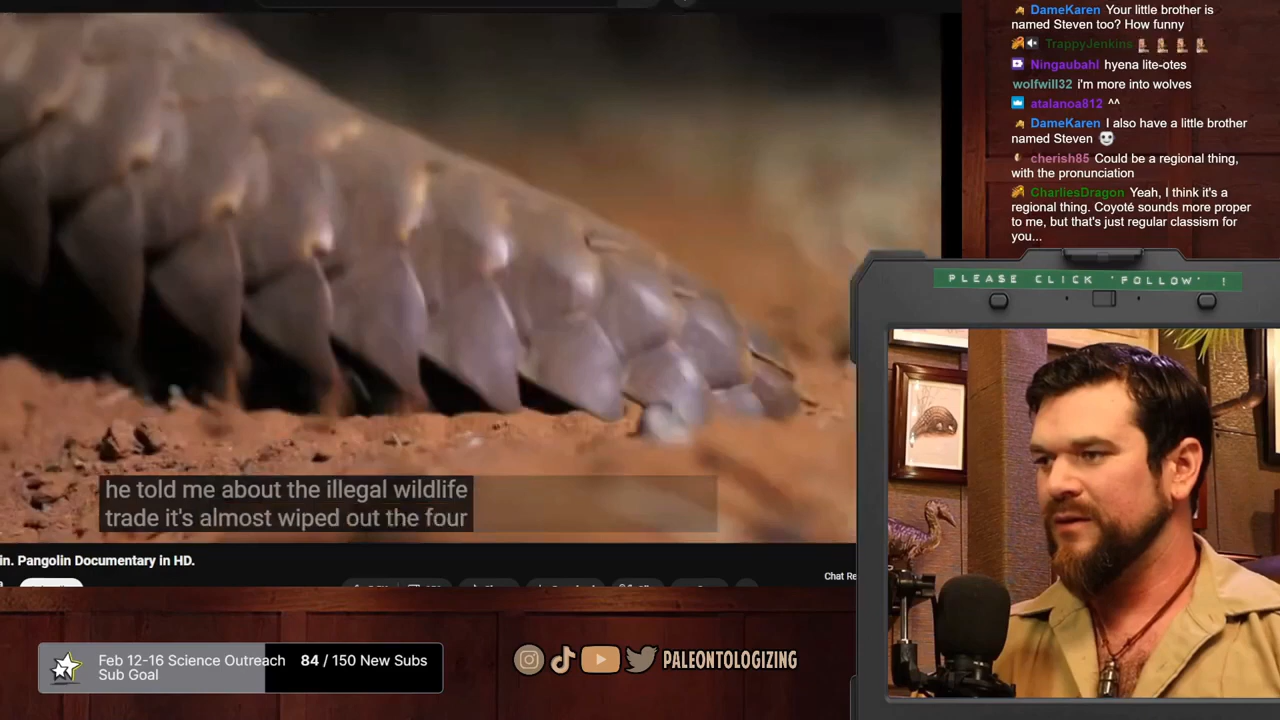 DameKaren Your little brother is
named Steven too? How funny
TrappyJenkins
Ningaubahl hyena lite-otes
wolfwill32 i'm more into wolves
atalanoa812 ^^
DameKaren I also have a little brother
named Steven
cherish85 Could be a regional thing,
with the pronunciation
CharliesDragon Yeah, I think it's a
regional thing. Coyoté sounds more proper
to me, but that's just regular classism for
you...
PLEASE CLICK 'FOLLOW' !
he told me about the illegal wildlife
trade it's almost wiped out the four
in. Pangolin Documentary in HD.
Chat Re
Feb 12-16 Science Outreach 84 / 150 New Subs
Sub Goal
PALEONTOLOGIZING